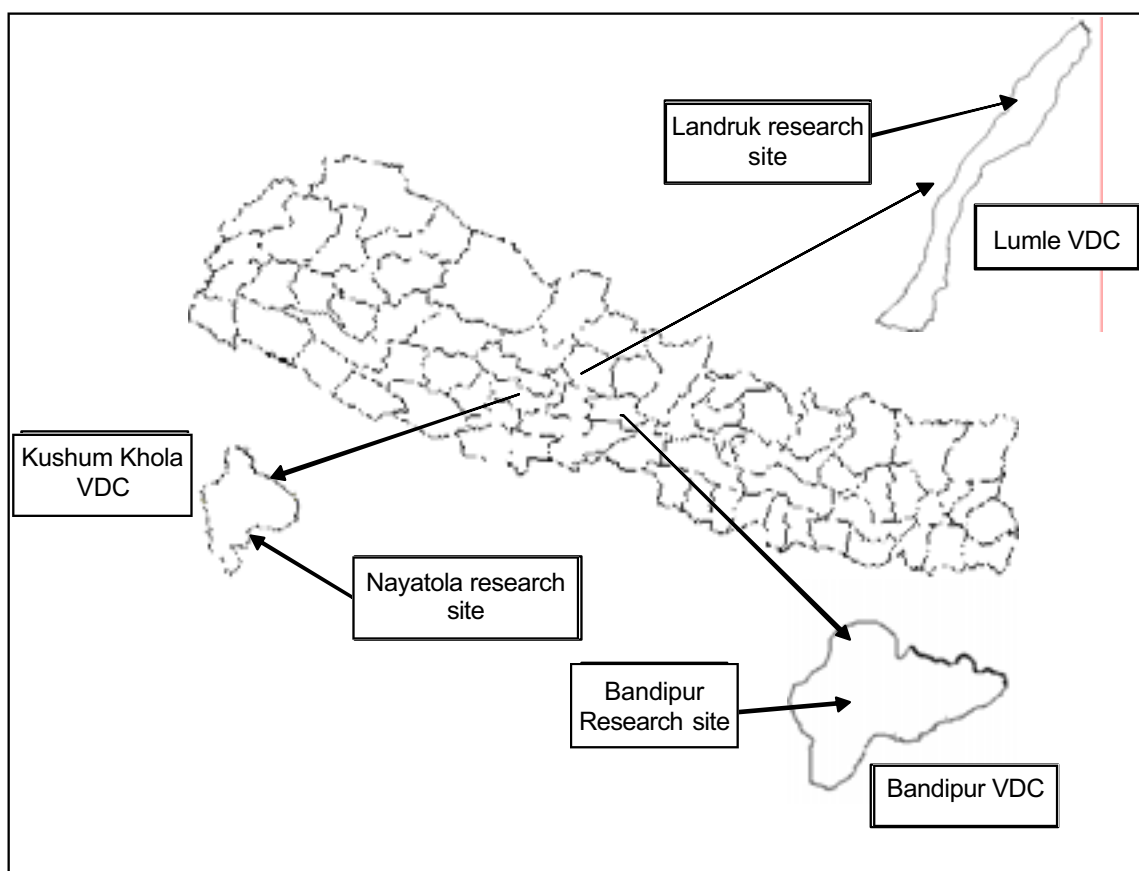 Landruk research
site
Lumle VDC
Kushum Khola
VDC
Nayatola research
site
Bandipur
Research site
Bandipur VDC